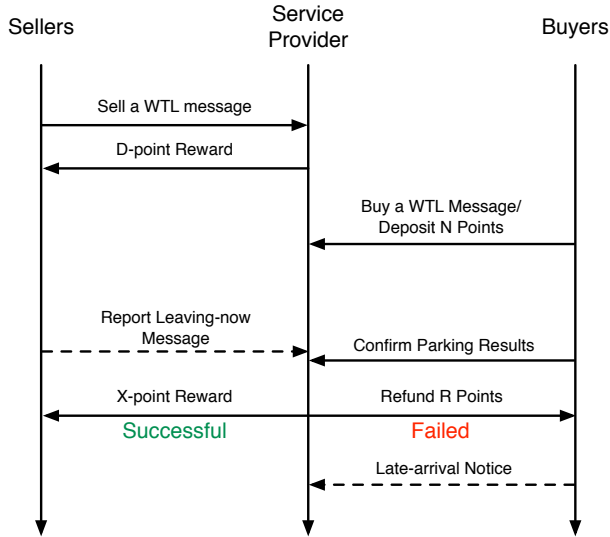 Sellers
Service
Provider
Buyers
Sell a WTL message
D-point Reward
Buy a WTL Message/
Deposit N Points
Report Leaving-now
Message
Confirm Parking Results
X-point Reward
Refund R Points
Successful
Failed
Late-arrival Notice